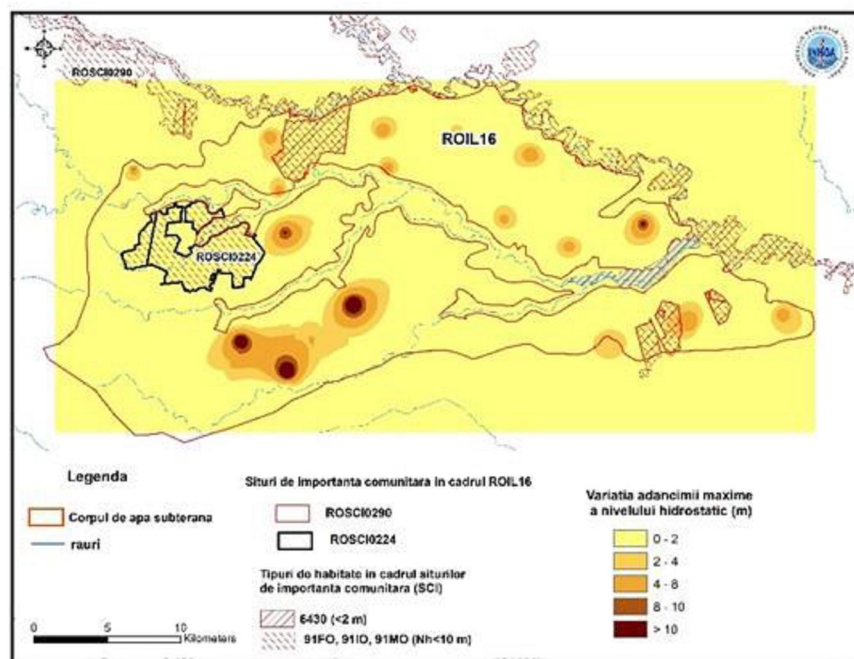 ROSCI0290
ROIL16
ROSCI0224
INHGA
Legenda
Corpul de apa subterana
rauri
0
5
10
Kilometers
Situri de importanta comunitara in cadrul ROIL16
ROSCI0290
ROSCI0224
Tipuri de habitate in cadrul siturilor
de importanta comunitara (SCI)
6430 (<2 m)
91FO, 91IO, 91MO (Nh<10 m)
Variatia adancimii maxime
a nivelului hidrostatic (m)
0 - 2
2 - 4
4 - 8
8 - 10
> 10